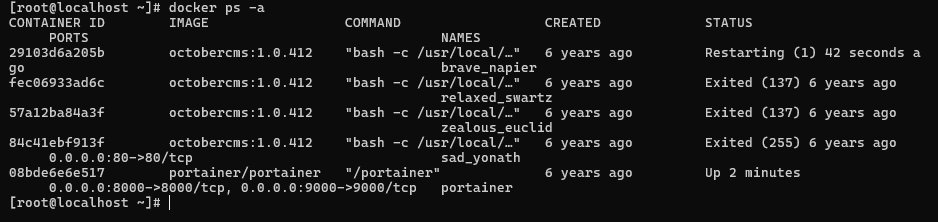 [root@localhost ~]# docker ps -a
CONTAINER ID        IMAGE                 COMMAND                  CREATED             STATUS
     PORTS                                            NAMES
29103d6a205b        octobercms:1.0.412    "bash -c /usr/local/…"   6 years ago         Restarting (1) 42 seconds a
go                                                    brave_napier
fec06933ad6c        octobercms:1.0.412    "bash -c /usr/local/…"   6 years ago         Exited (137) 6 years ago
                                                      relaxed_swartz
57a12ba84a3f        octobercms:1.0.412    "bash -c /usr/local/…"   6 years ago         Exited (137) 6 years ago
                                                      zealous_euclid
84c41ebf913f        octobercms:1.0.412    "bash -c /usr/local/…"   6 years ago         Exited (255) 6 years ago
     0.0.0.0:80->80/tcp                               sad_yonath
08bde6e6e517        portainer/portainer   "/portainer"             6 years ago         Up 2 minutes
     0.0.0.0:8000->8000/tcp, 0.0.0.0:9000->9000/tcp   portainer
[root@localhost ~]#